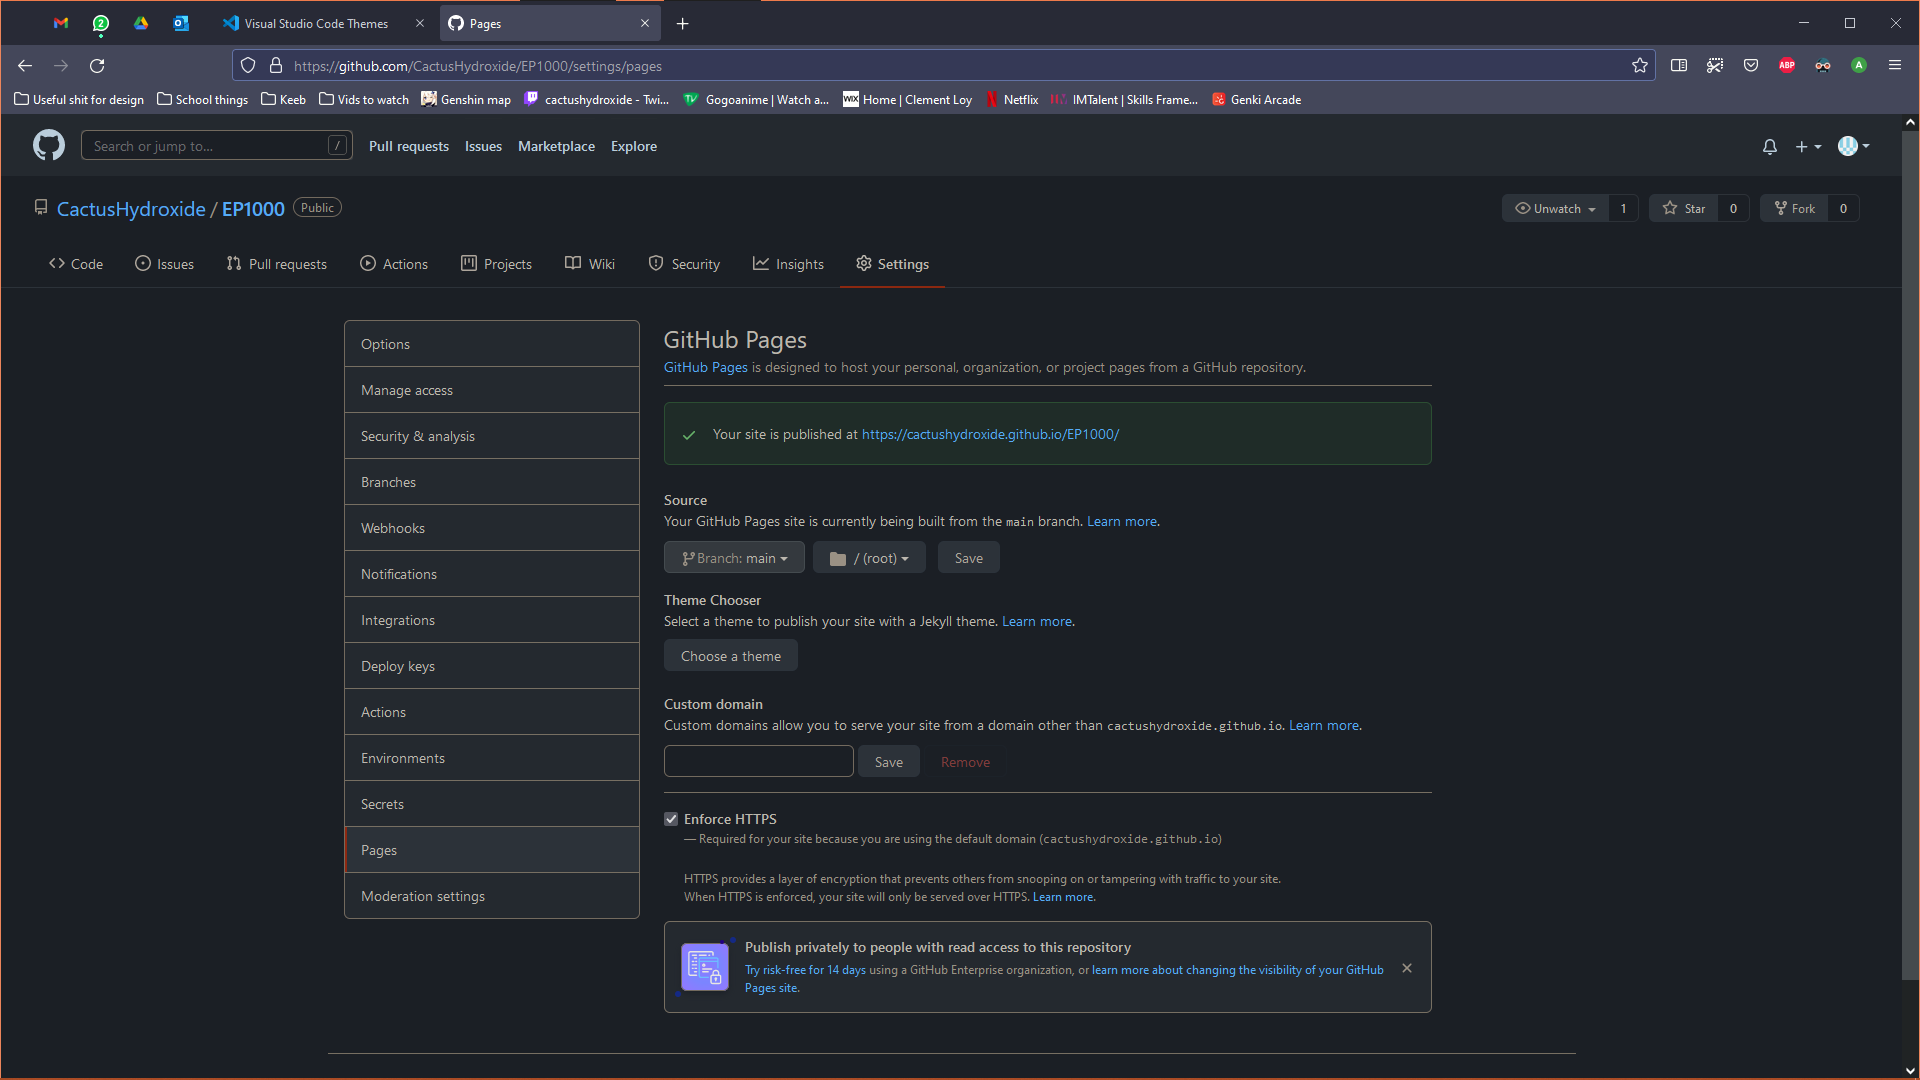 2
Visual Studio Code Themes
Pages
https://github.com/CactusHydroxide/EP1000/settings/pages
ABP
A
Useful shit for design
School things
Keeb
Vids to watch
Genshin map
cactushydroxide - Twi...
Gogoanime | Watch a...
WIX
Home | Clement Loy
Netflix
IMTalent | Skills Frame...
Genki Arcade
Search or jump to...
/
Pull requests
Issues
Marketplace
Explore
CactusHydroxide / EP1000
Public
Unwatch
1
Star
0
Fork
0
Code
Issues
Pull requests
Actions
Projects
Wiki
Security
Insights
Settings
Options
Manage access
Security & analysis
Branches
Webhooks
Notifications
Integrations
Deploy keys
Actions
Environments
Secrets
Pages
Moderation settings
GitHub Pages
GitHub Pages is designed to host your personal, organization, or project pages from a GitHub repository.
Your site is published at https://cactushydroxide.github.io/EP1000/
Source
Your GitHub Pages site is currently being built from the main branch. Learn more.
Branch: main
/ (root)
Save
Theme Chooser
Select a theme to publish your site with a Jekyll theme. Learn more.
Choose a theme
Custom domain
Custom domains allow you to serve your site from a domain other than cactushydroxide.github.io. Learn more.
Save
Remove
Enforce HTTPS
— Required for your site because you are using the default domain (cactushydroxide.github.io)
HTTPS provides a layer of encryption that prevents others from snooping on or tampering with traffic to your site.
When HTTPS is enforced, your site will only be served over HTTPS. Learn more.
Publish privately to people with read access to this repository
Try risk-free for 14 days using a GitHub Enterprise organization, or learn more about changing the visibility of your GitHub
Pages site.